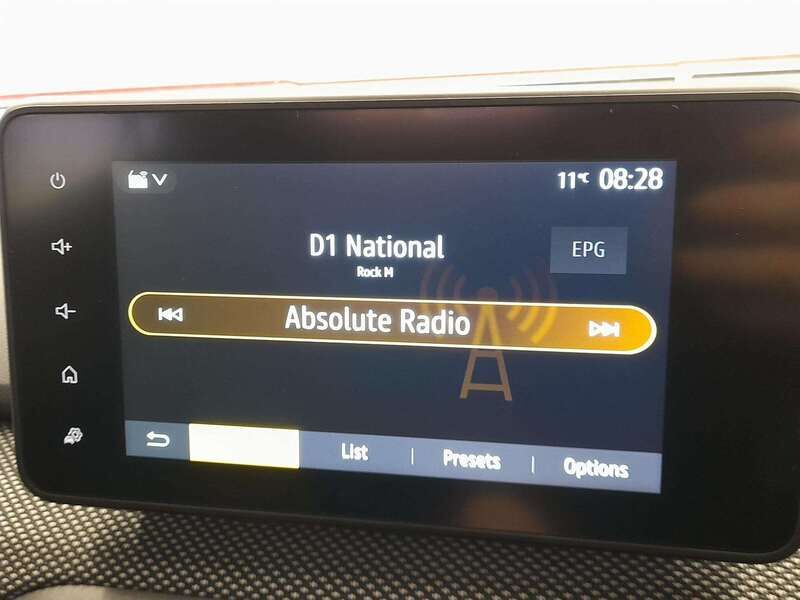 11°C 08:28
D1 National
EPG
Rock M
Absolute Radio
List
Presets
Options